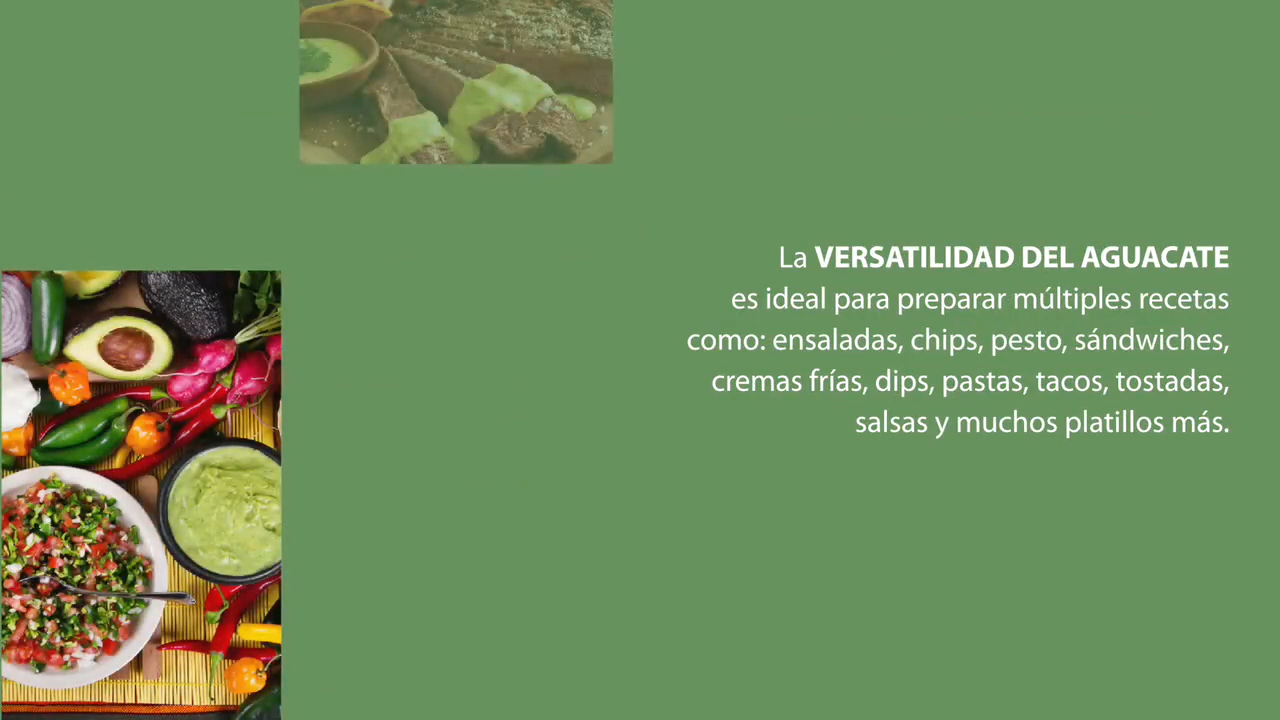 La VERSATILIDAD DEL AGUACATE
es ideal para preparar múltiples recetas
como: ensaladas, chips, pesto, sándwiches,
cremas frías, dips, pastas, tacos, tostadas,
salsas y muchos platillos más.